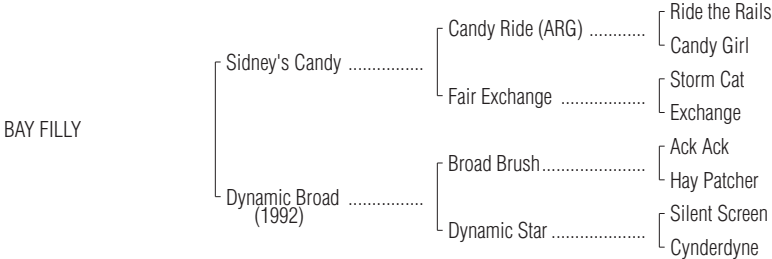 Ride the Rails
Candy Ride (ARG) ............
Candy Girl
Sidney's Candy ................
Storm Cat
Fair Exchange ..................
Exchange
BAY FILLY
Ack Ack
Broad Brush......................
Hay Patcher
Dynamic Broad ................
(1992)
Silent Screen
Dynamic Star ....................
Cynderdyne